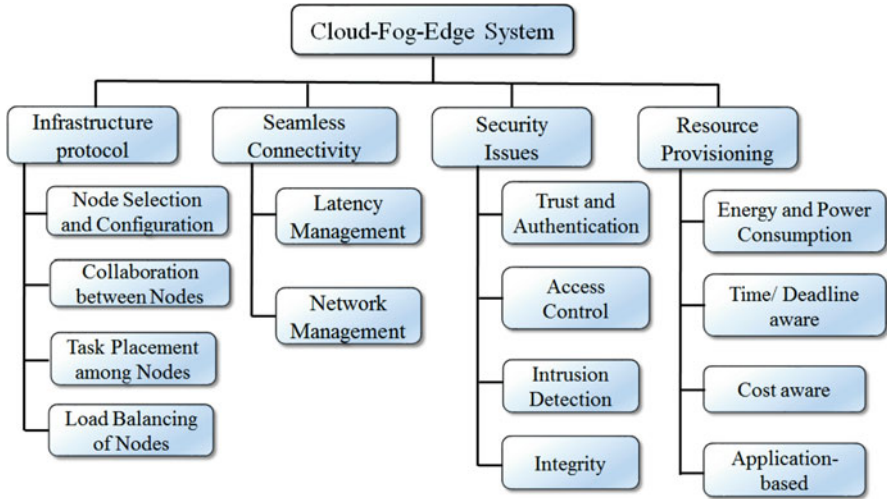 Cloud-Fog-Edge System
Infrastructure
protocol
Node Selection
and Configuration
Collaboration
between Nodes
Task Placement
among Nodes
Load Balancing
of Nodes
Seamless
Connectivity
Latency
Management
Network
Management
Security
Issues
Trust and
Authentication
Access
Control
Intrusion
Detection
Integrity
Resource
Provisioning
Energy and Power
Consumption
Time/ Deadline
aware
Cost aware
Application-
based